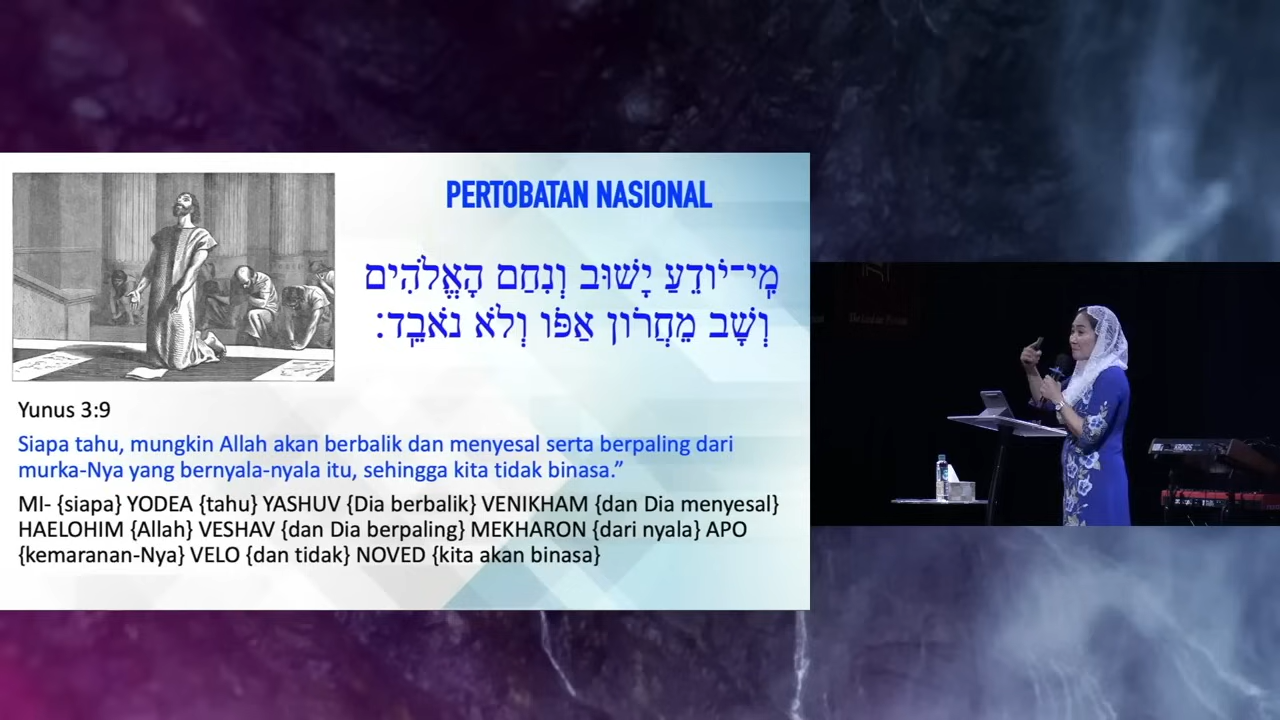 PERTOBATAN NASIONAL
מִֽי־יוֹדֵעַ יָשׁוּב וְנִחַם הָאֱלֹהִים
וְשָׁב מֵחֲרוֹן אַפּוֹ וְלֹא נֹאבֵֽד׃
Yunus 3:9
Siapa tahu, mungkin Allah akan berbalik dan menyesal serta berpaling dari
murka-Nya yang bernyala-nyala itu, sehingga kita tidak binasa.”
MI- {siapa} YODEA {tahu} YASHUV {Dia berbalik} VENIKHAM {dan Dia menyesal}
HAELOHIM {Allah} VESHAV {dan Dia berpaling} MEKHARON {dari nyala} APO
{kemaranan-Nya} VELO {dan tidak} NOVED {kita akan binasa}
KRONOS